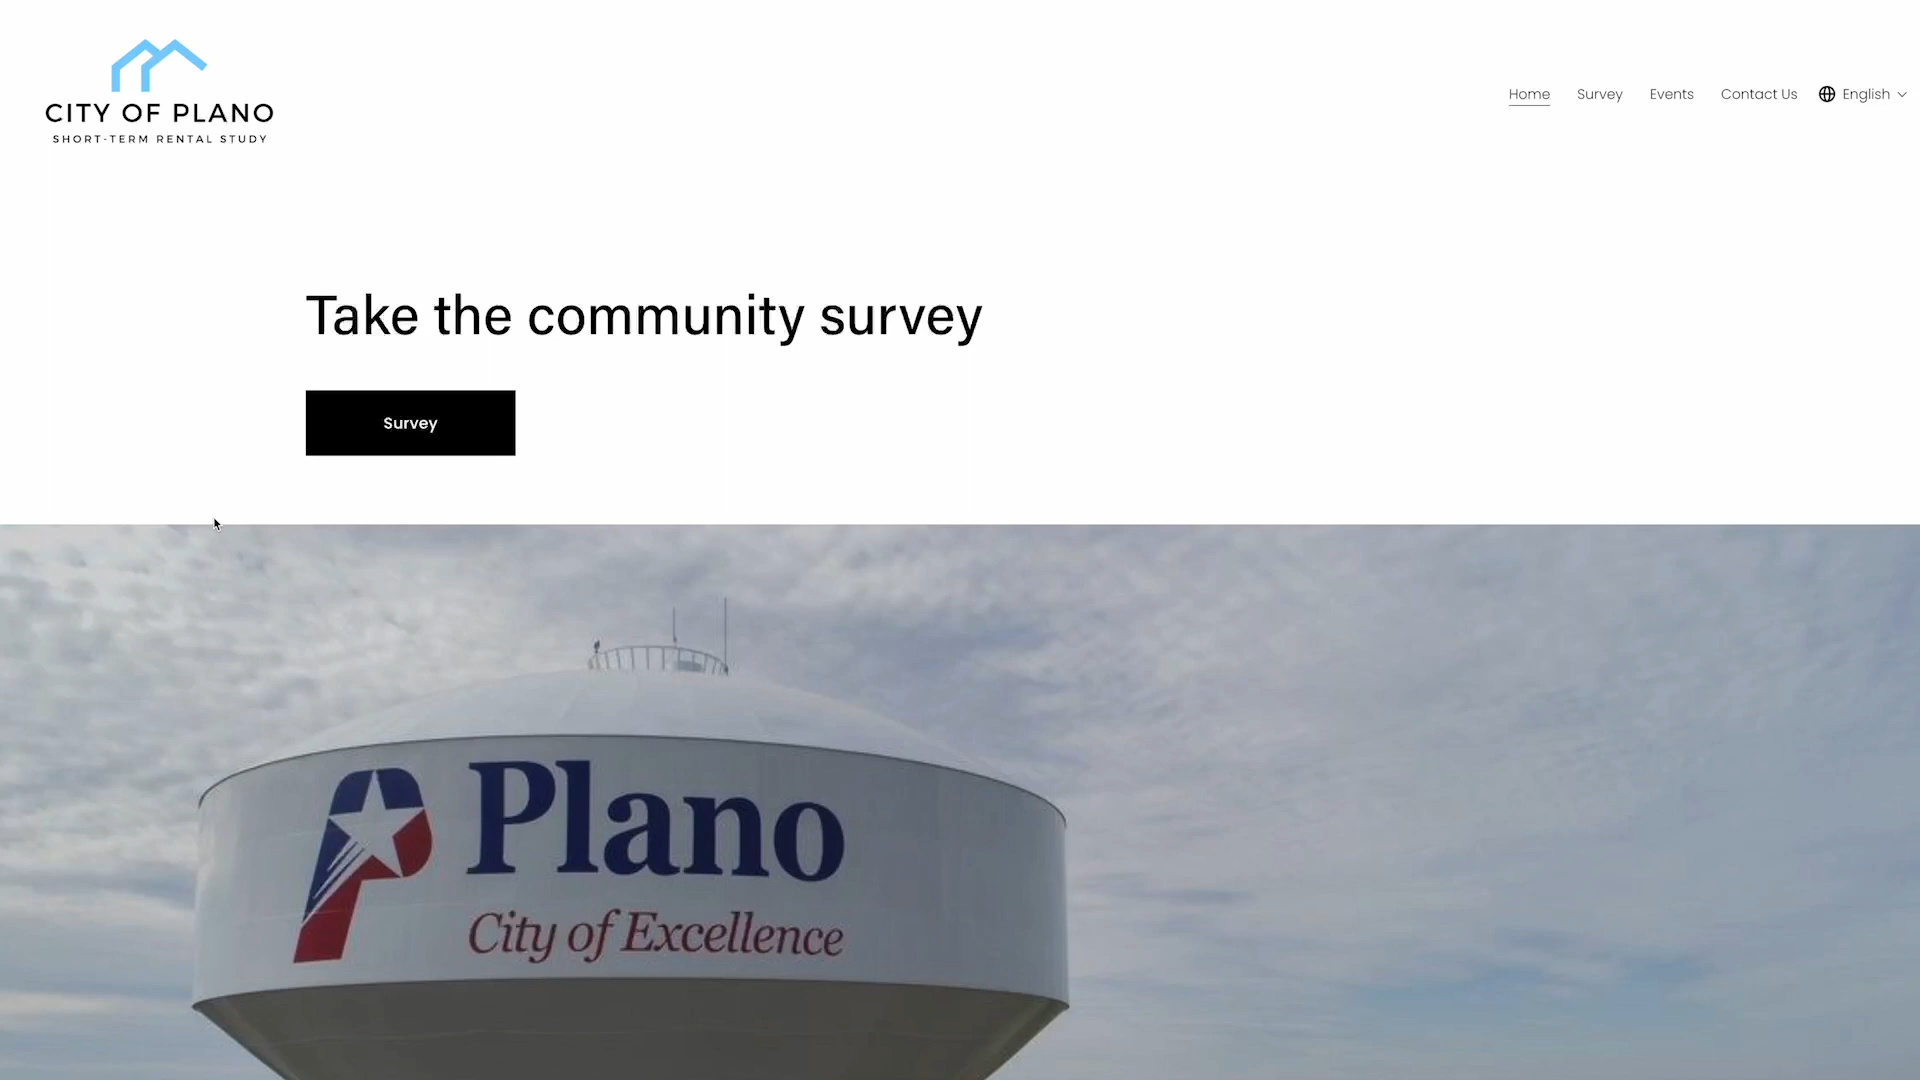 CITY OF PLANO
SHORT-TERM RENTAL STUDY
Home Survey Events Contact Us English
Take the community survey
Survey
Plano
City of Excellence